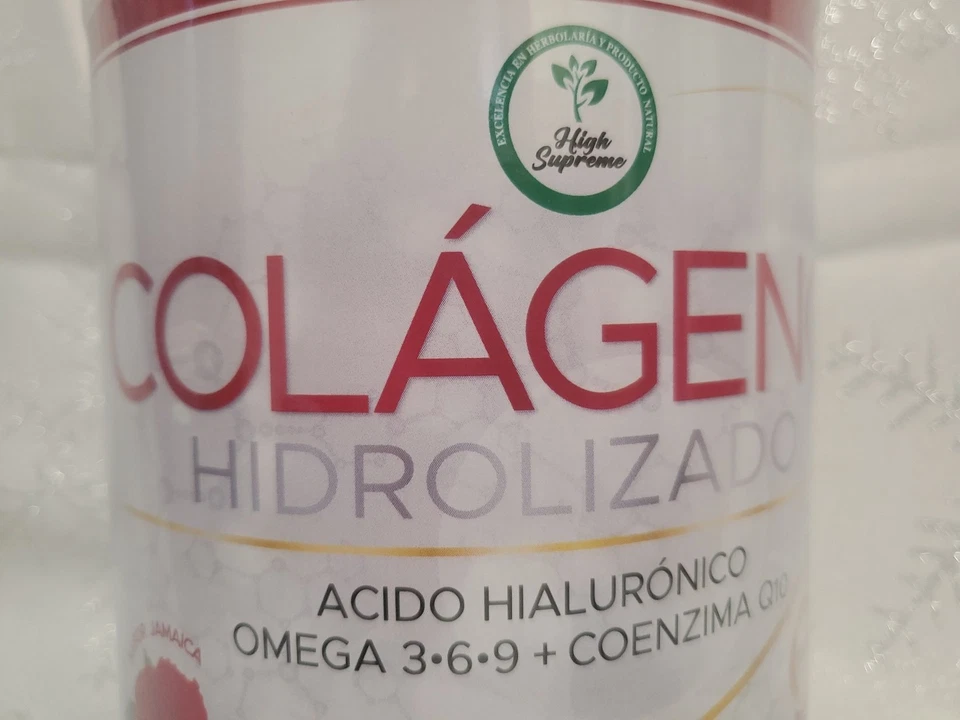 EXCELENCIA EN HERBOLARÍA Y PRODUCTO NATURAL
High
Supreme
COLÁGEN
HIDROLIZADO
ACIDO HIALURÓNICO
OMEGA 3•6•9 + COENZIMA Q10
JAMAICA